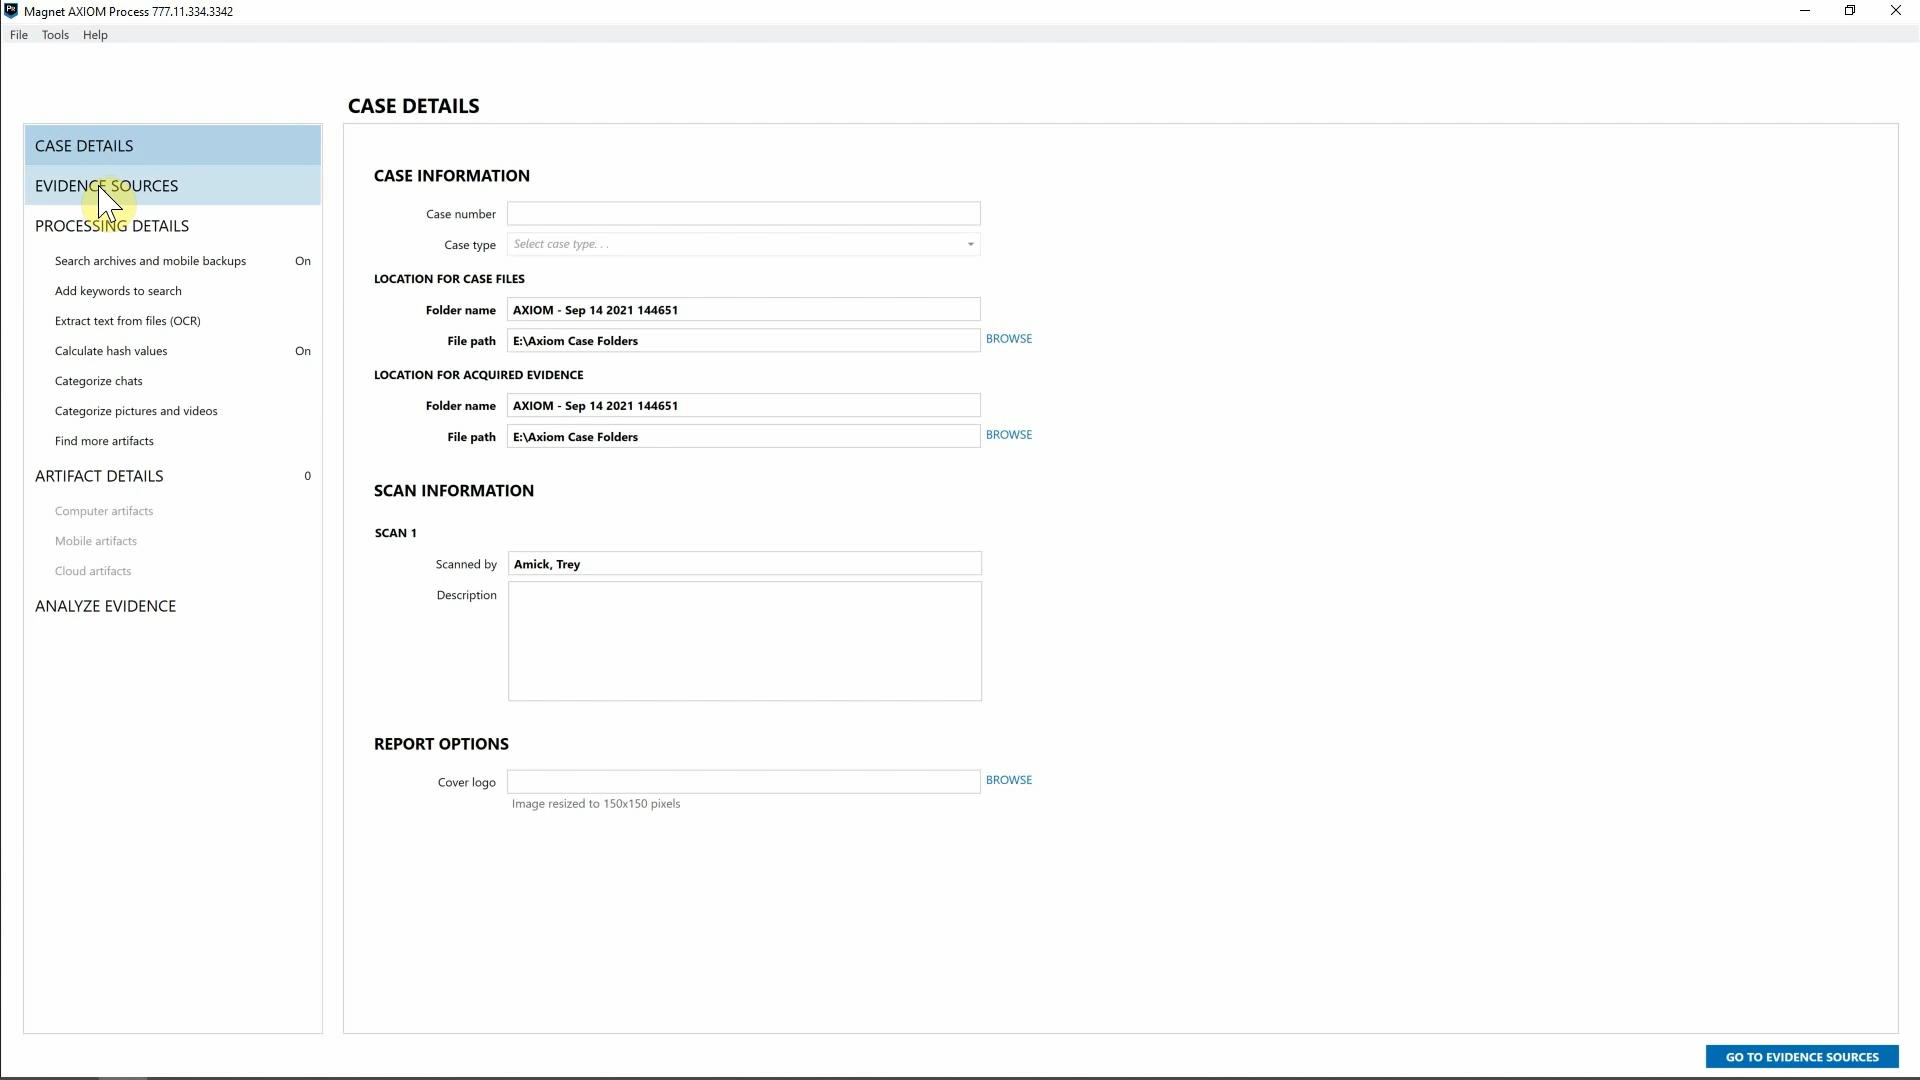 Magnet AXIOM Process 777.11.334.3342
File Tools Help
CASE DETAILS
CASE DETAILS
EVIDENCE SOURCES
PROCESSING DETAILS
Search archives and mobile backups On
Add keywords to search
Extract text from files (OCR)
Calculate hash values On
Categorize chats
Categorize pictures and videos
Find more artifacts
ARTIFACT DETAILS 0
Computer artifacts
Mobile artifacts
Cloud artifacts
ANALYZE EVIDENCE
CASE INFORMATION
Case number
Case type Select case type. . .
LOCATION FOR CASE FILES
Folder name AXIOM - Sep 14 2021 144651
File path E:\Axiom Case Folders BROWSE
LOCATION FOR ACQUIRED EVIDENCE
Folder name AXIOM - Sep 14 2021 144651
File path E:\Axiom Case Folders BROWSE
SCAN INFORMATION
SCAN 1
Scanned by Amick, Trey
Description
REPORT OPTIONS
Cover logo BROWSE
Image resized to 150x150 pixels
GO TO EVIDENCE SOURCES